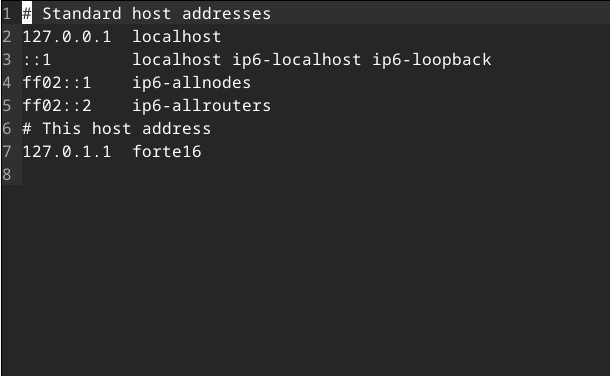 1 # Standard host addresses
2 127.0.0.1  localhost
3 ::1        localhost ip6-localhost ip6-loopback
4 ff02::1    ip6-allnodes
5 ff02::2    ip6-allrouters
6 # This host address
7 127.0.1.1  forte16
8